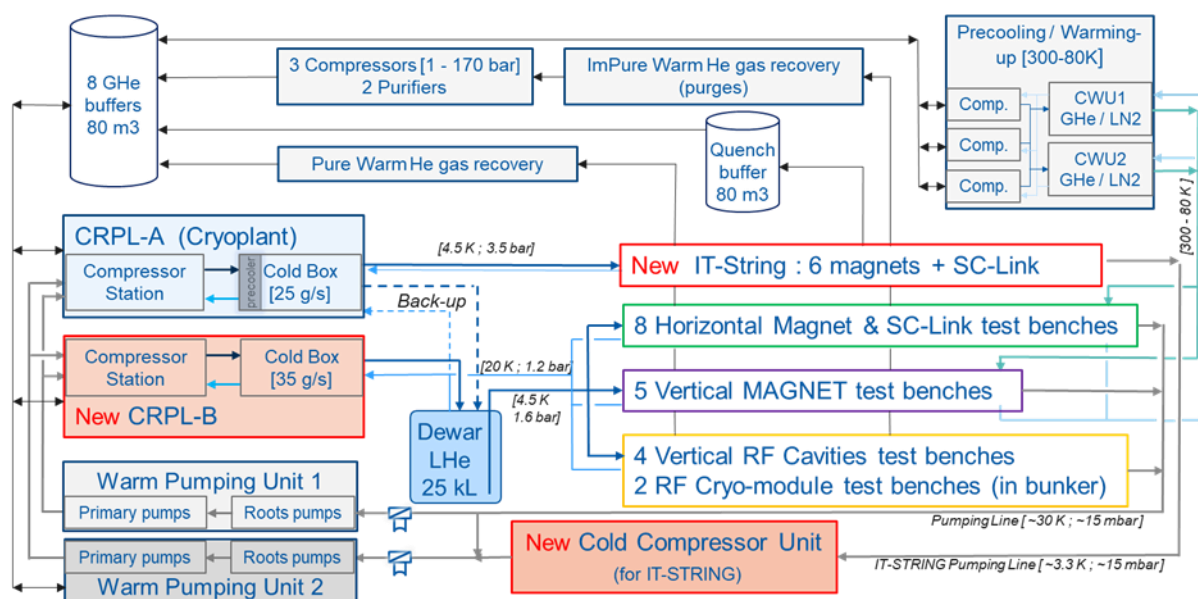 8 GHe
buffers
80 m3
3 Compressors [1 - 170 bar]
2 Purifiers
ImPure Warm He gas recovery
(purges)
Pure Warm He gas recovery
Quench
buffer
80 m3
Precooling / Warming-
up [300-80K]
Comp.
Comp.
Comp.
CWU1
GHe / LN2
CWU2
GHe / LN2
[300 - 80 K]
CRPL-A (Cryoplant)
Compressor
Station
precooler
Cold Box
[25 g/s]
[4.5 K ; 3.5 bar]
Back-up
New IT-String : 6 magnets + SC-Link
8 Horizontal Magnet & SC-Link test benches
Compressor
Station
Cold Box
[35 g/s]
New CRPL-B
[20 K ; 1.2 bar]
[4.5 K
1.6 bar]
5 Vertical MAGNET test benches
Dewar
LHe
25 kL
4 Vertical RF Cavities test benches
2 RF Cryo-module test benches (in bunker)
Warm Pumping Unit 1
Primary pumps
Roots pumps
Pumping Line [ ~30 K ; ~15 mbar]
Primary pumps
Roots pumps
Warm Pumping Unit 2
New Cold Compressor Unit
(for IT-STRING)
IT-STRING Pumping Line [ ~3.3 K ; ~15 mbar]